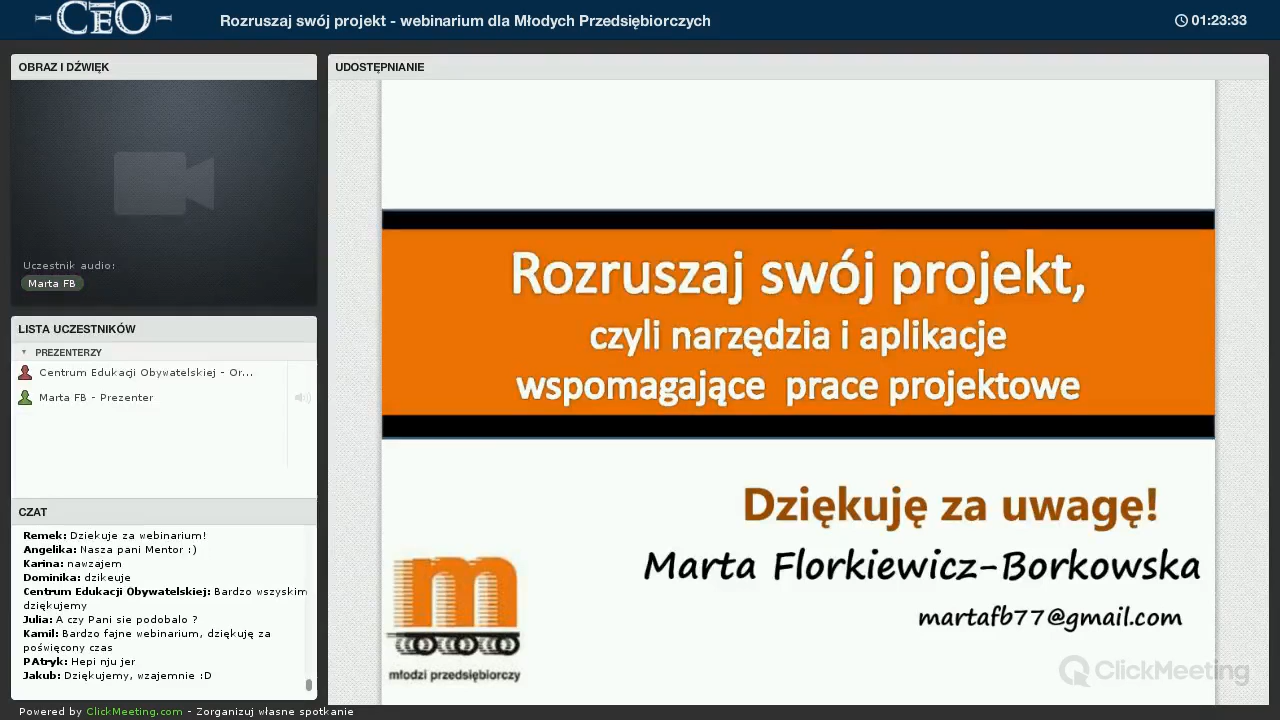 CEO
Rozruszaj swój projekt - webinarium dla Młodych Przedsiębiorczych
01:23:33
OBRAZ I DŹWIĘK
Uczestnik audio:
Marta FB
LISTA UCZESTNIKÓW
PREZENTERZY
Centrum Edukacji Obywatelskiej - Or...
Marta FB - Prezenter
CZAT
Remek: Dziekuje za webinarium!
Angelika: Nasza pani Mentor :)
Karina: nawzajem
Dominika: dzikeuje
Centrum Edukacji Obywatelskiej: Bardzo wszyskim
dziękujemy
Julia: A czy Pani sie podobało ?
Kamil: Bardzo fajne webinarium, dziękuję za
poświęcony czas
PAtryk: Hepi nju jer
Jakub: Dziękujemy, wzajemnie :D
Powered by ClickMeeting.com - Zorganizuj własne spotkanie
UDOSTĘPNIANIE
Rozruszaj swój projekt,
czyli narzędzia i aplikacje
wspomagające prace projektowe
Dziękuję za uwagę!
Marta Florkiewicz-Borkowska
martafb77@gmail.com
m
młodzi przedsiębiorczy
ClickMeeting